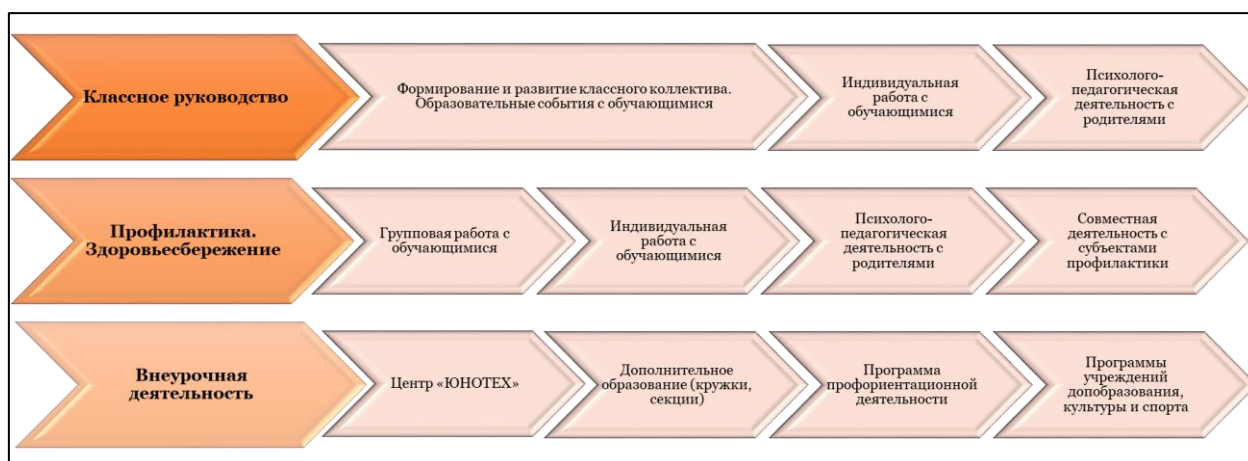 Классное руководство
Формирование и развитие классного коллектива.
Образовательные события с обучающимися
Индивидуальная
работа с
обучающимися
Психолого-
педагогическая
деятельность с
родителями
Профилактика.
Здоровьесбережение
Групповая работа с
обучающимися
Индивидуальная
работа с
обучающимися
Психолого-
педагогическая
деятельность с
родителями
Совместная
деятельность с
субъектами
профилактики
Внеурочная
деятельность
Центр «ЮНОТЕХ»
Дополнительное
образование (кружки,
секции)
Программа
профориентационной
деятельности
Программы
учреждений
допобразования,
культуры и спорта